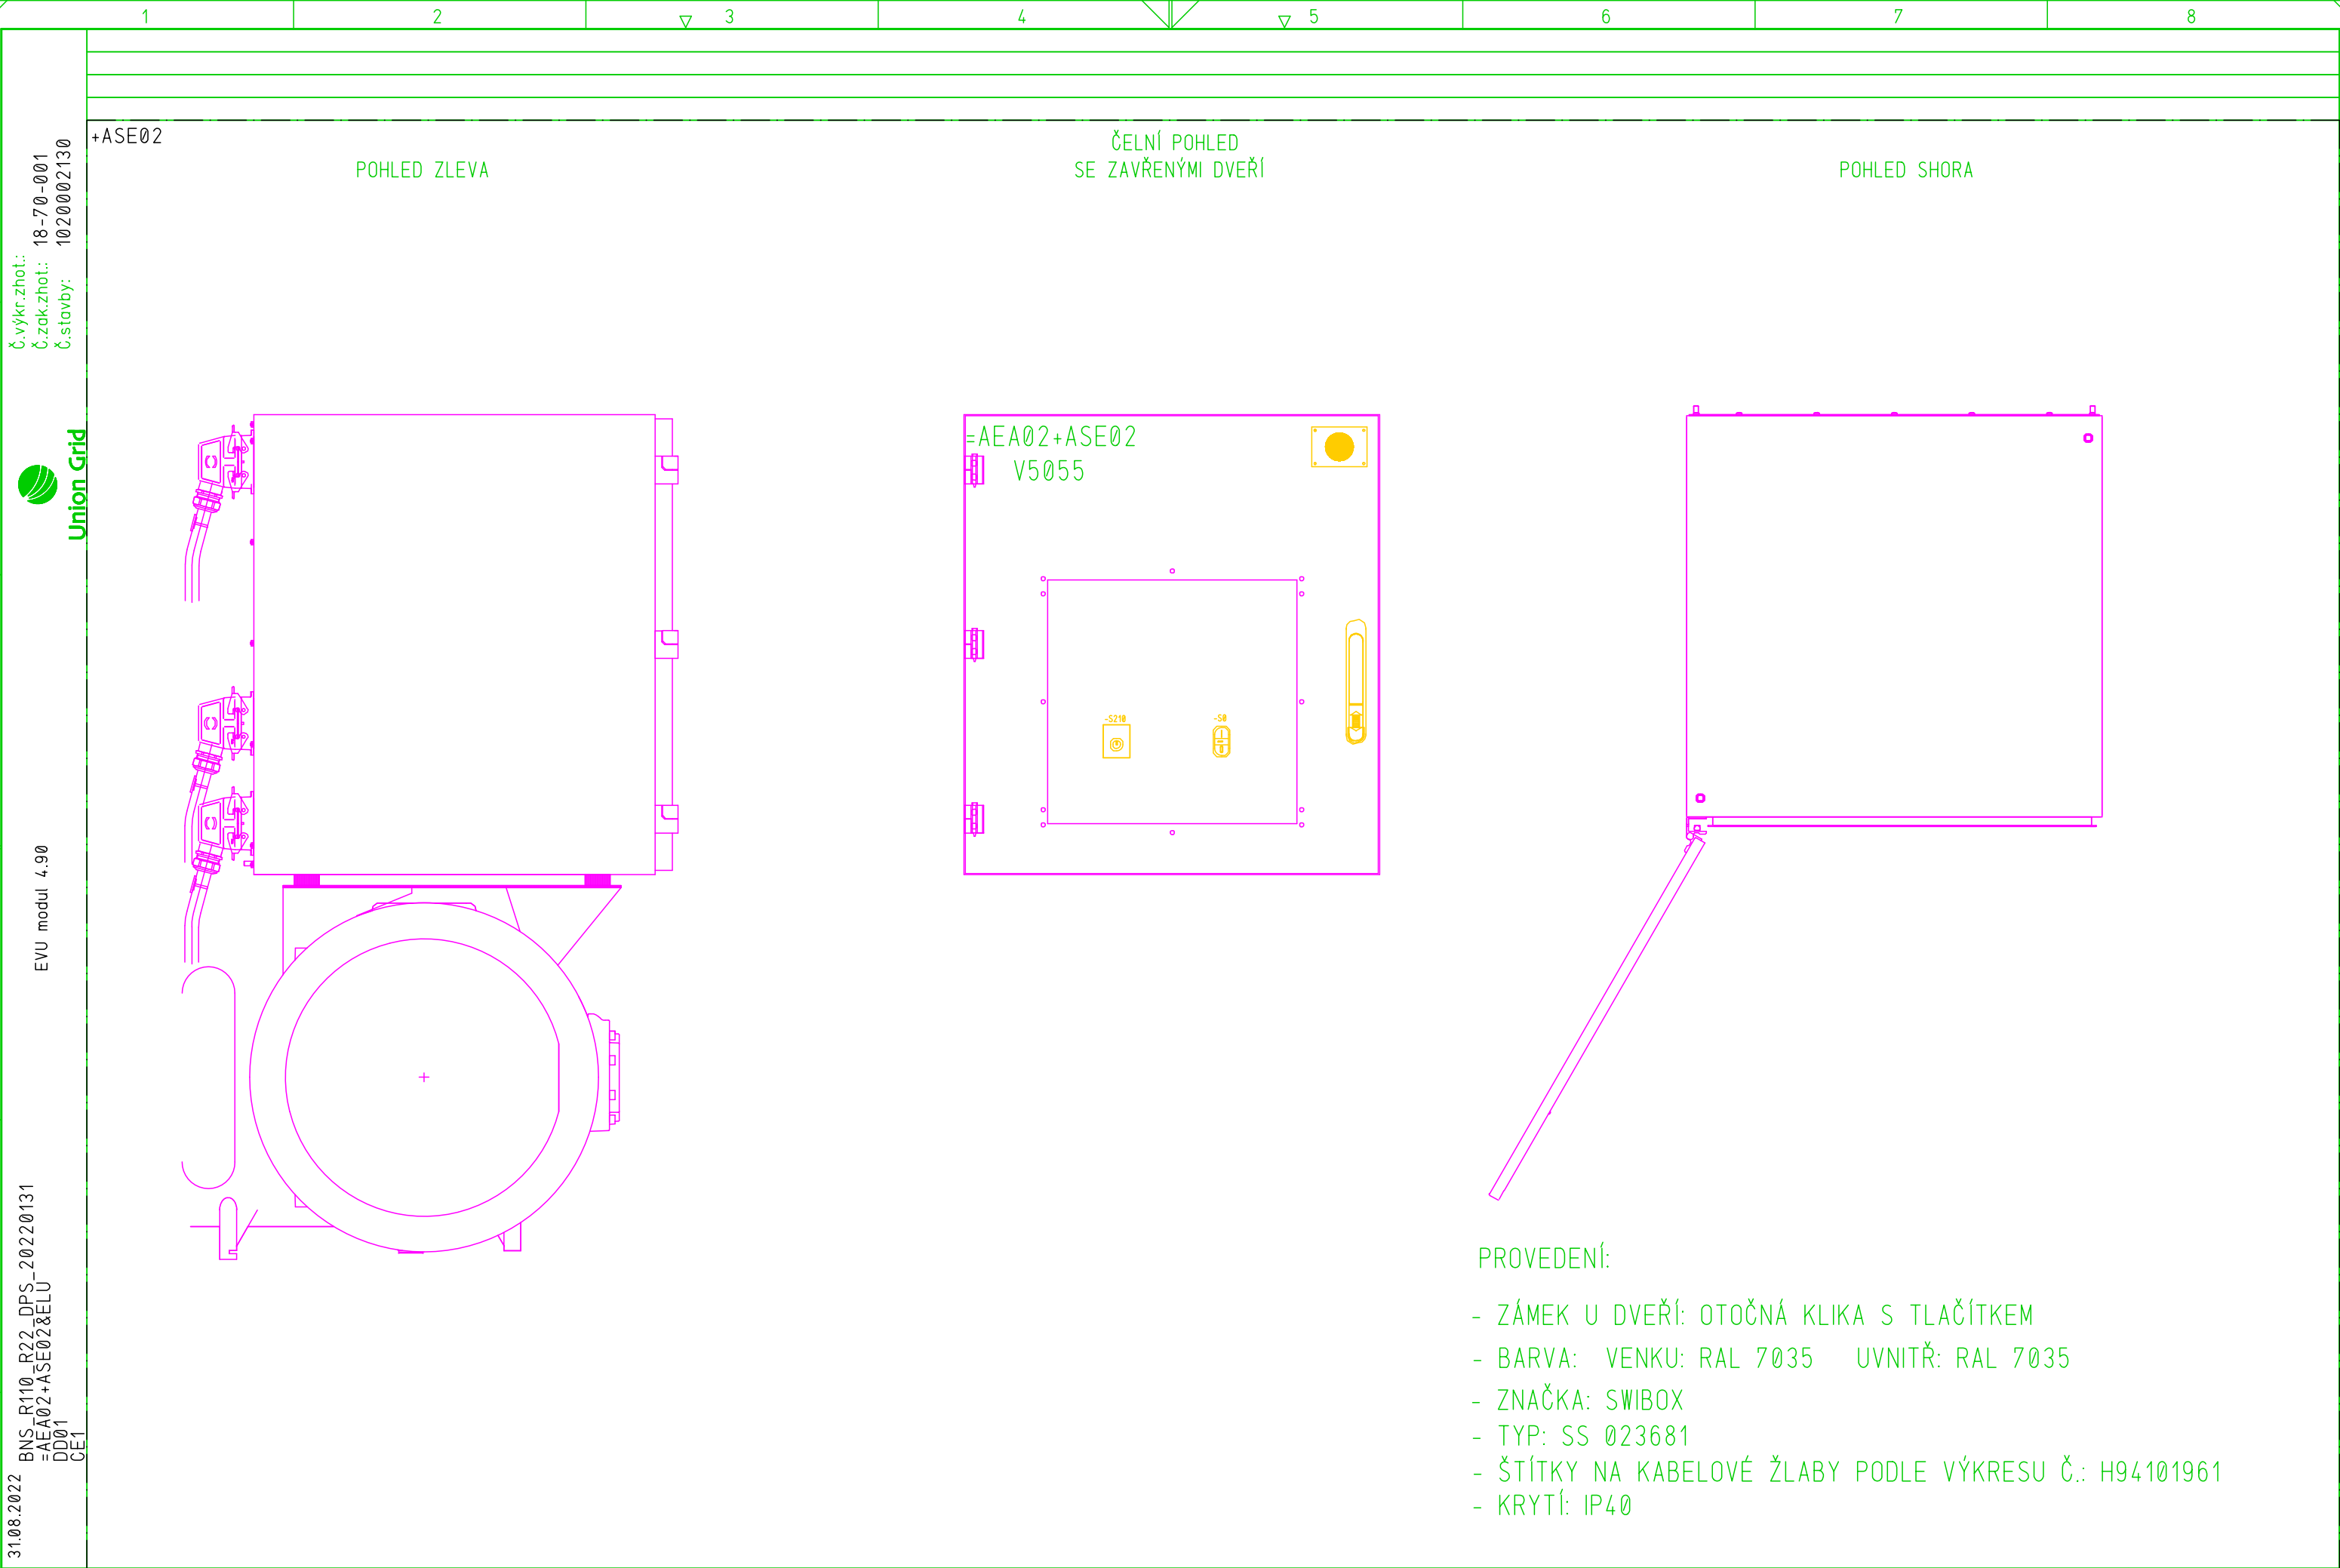 1 2 3 4 5 6 7 8
+ASE02
POHLED ZLEVA
ČELNÍ POHLED
SE ZAVŘENÝMI DVEŘÍ
POHLED SHORA
Č.výkr.zhot.:
Č.zak.zhot.: 18-70-001
Č.stavby: 1020002130
Union Grid
EVU modul 4.90
BNS_R110_R22_DPS_20220131
=AEA02+ASE02&ELU
DD01
CE1
31.08.2022
=AEA02+ASE02
V5055
-S210
-S0
PROVEDENÍ:
- ZÁMEK U DVEŘÍ: OTOČNÁ KLIKA S TLAČÍTKEM
- BARVA: VENKU: RAL 7035 UVNITŘ: RAL 7035
- ZNAČKA: SWIBOX
- TYP: SS 023681
- ŠTÍTKY NA KABELOVÉ ŽLABY PODLE VÝKRESU Č.: H94101961
- KRYTÍ: IP40